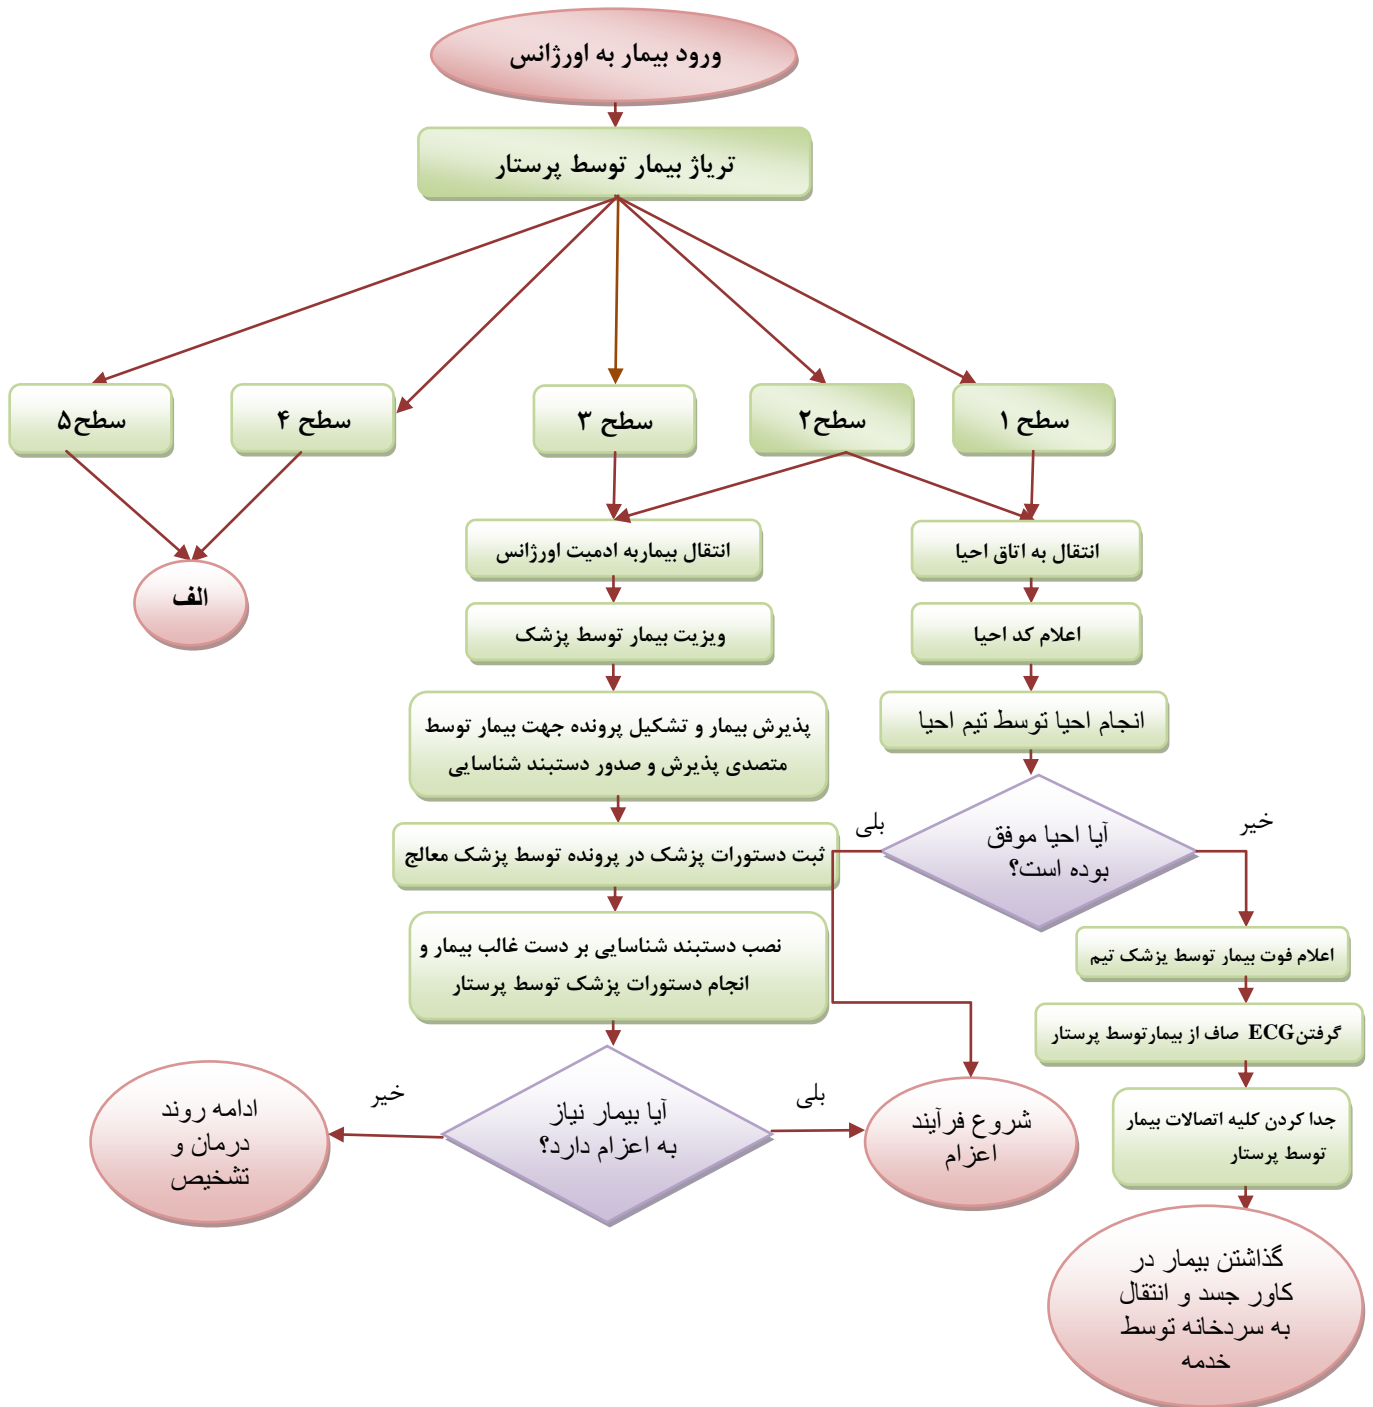 ورود بیمار به اورژانس
تریاژ بیمار توسط پرستار
سطح ۱
سطح۲
سطح ۳
سطح ۴
سطح۵
انتقال به اتاق احیا
انتقال بیماربه ادمیت اورژانس
الف
اعلام کد احیا
ویزیت بیمار توسط پزشک
انجام احیا توسط تیم احیا
پذیرش بیمار و تشکیل پرونده جهت بیمار توسط
متصدی پذیرش و صدور دستبند شناسایی
خیر
بلی
آیا احیا موفق
بوده است؟
ثبت دستورات پزشک در پرونده توسط پزشک معالج
نصب دستبند شناسایی بر دست غالب بیمار و
انجام دستورات پزشک توسط پرستار
اعلام فوت بیمار توسط پزشک تیم
گرفتن ECG صاف از بیمارتوسط پرستار
جدا کردن کلیه اتصالات بیمار
توسط پرستار
بلی
خیر
آیا بیمار نیاز
به اعزام دارد؟
شروع فرآیند
اعزام
ادامه روند
درمان و
تشخیص
گذاشتن بیمار در
کاور جسد و انتقال
به سردخانه توسط
خدمه